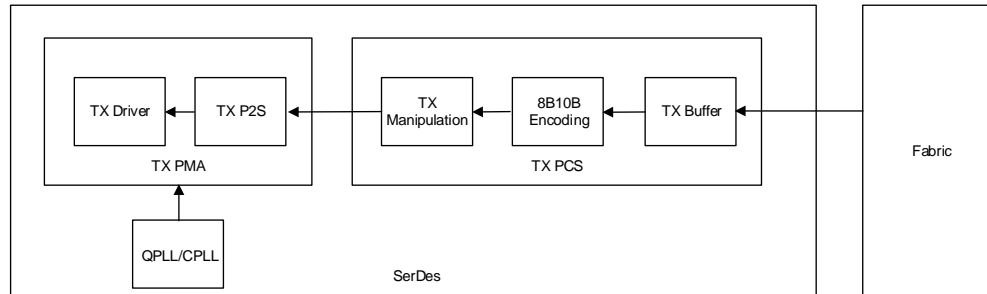 TX Driver
TX P2S
TX
Manipulation
8B10B
Encoding
TX Buffer
TX PMA
TX PCS
Fabric
QPLL/CPLL
SerDes